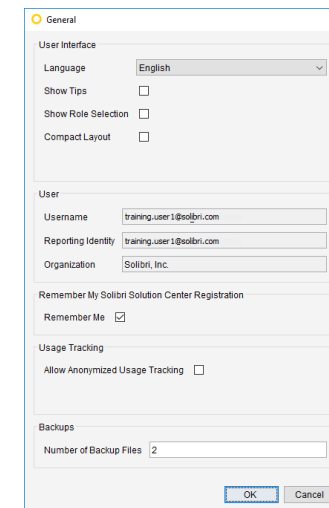 General
User Interface
Language English
Show Tips
Show Role Selection
Compact Layout
User
Username training.user1@solibri.com
Reporting Identity training.user1@solibri.com
Organization Solibri, Inc.
Remember My Solibri Solution Center Registration
Remember Me
Usage Tracking
Allow Anonymized Usage Tracking
Backups
Number of Backup Files 2
OK Cancel